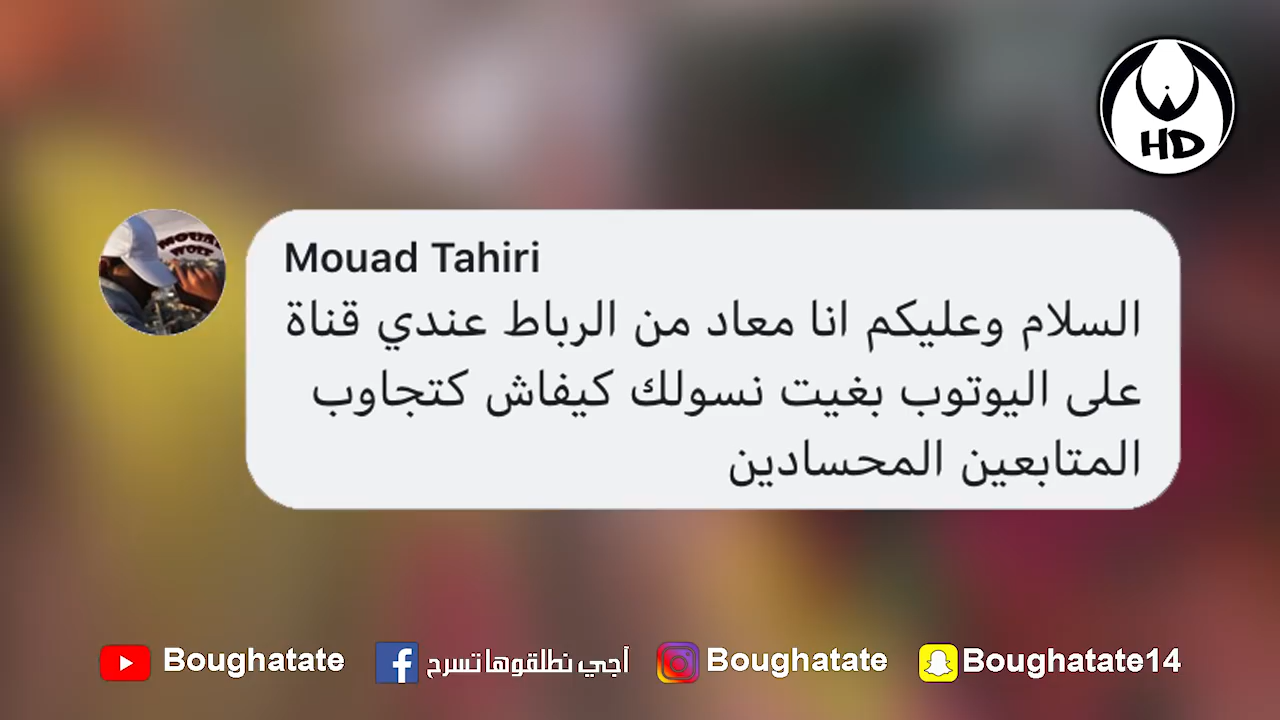 HD
Mouad Tahiri
السلام وعليكم انا معاد من الرباط عندي قناة
على اليوتوب بغيت نسولك كيفاش كتجاوب
المتابعين المحسادين
Boughatate
أجي نطلقوها تسرح
Boughatate
Boughatate14